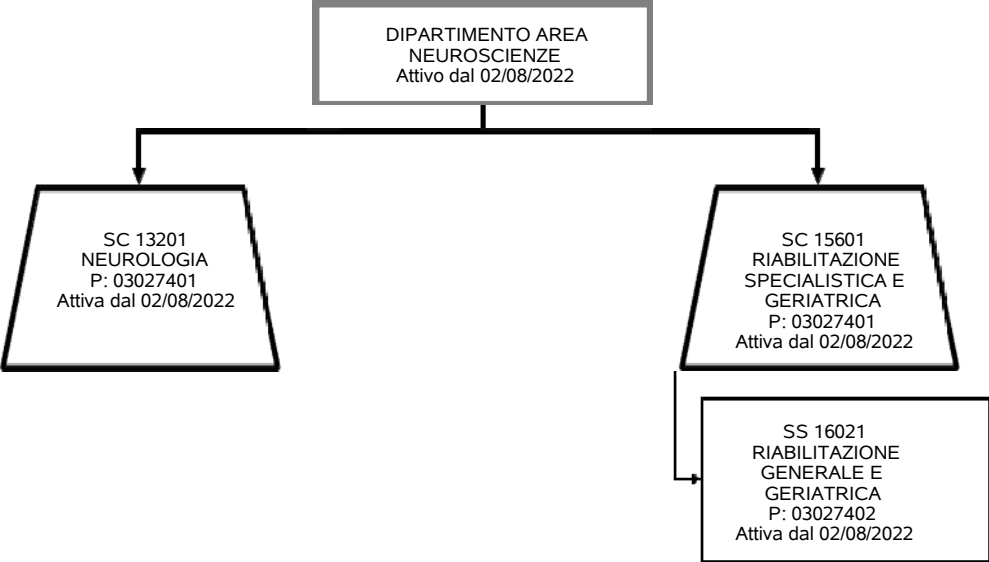 DIPARTIMENTO AREA
NEUROSCIENZE
Attivo dal 02/08/2022
SC 13201
NEUROLOGIA
P: 03027401
Attiva dal 02/08/2022
SC 15601
RIABILITAZIONE
SPECIALISTICA E
GERIATRICA
P: 03027401
Attiva dal 02/08/2022
SS 16021
RIABILITAZIONE
GENERALE E
GERIATRICA
P: 03027402
Attiva dal 02/08/2022